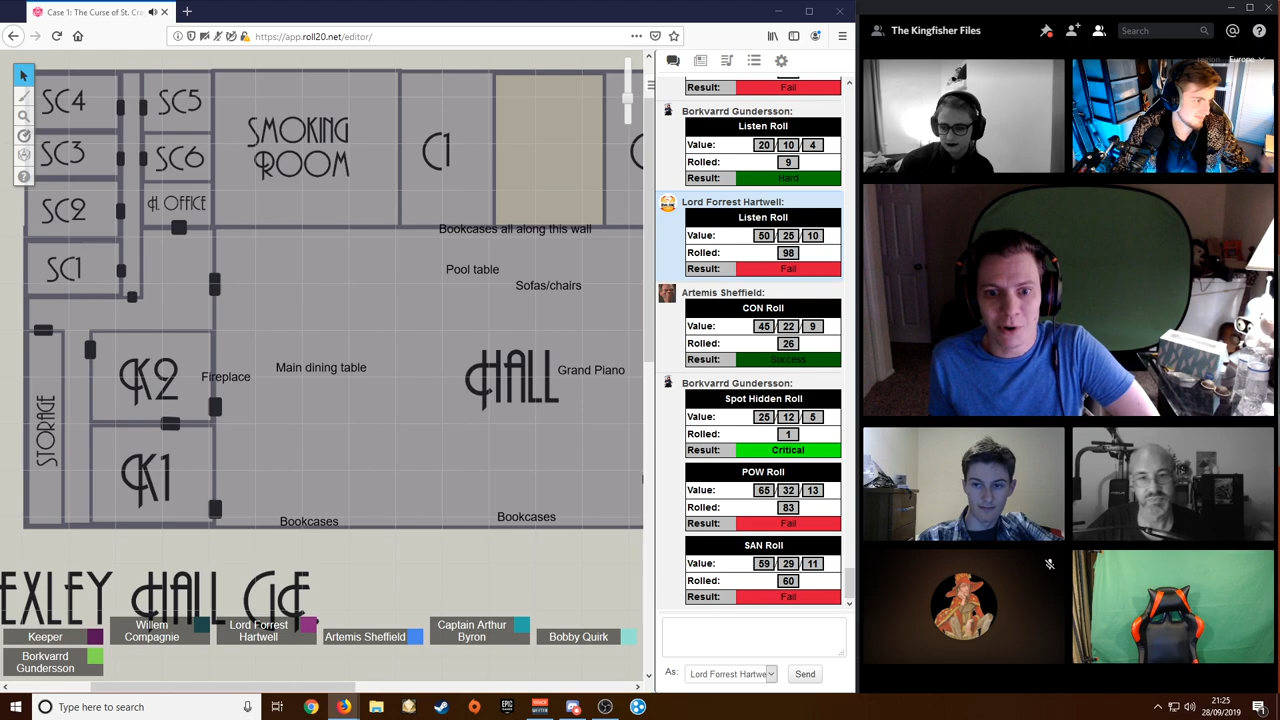 Case 1: The Curse of St. Cra
https://app.roll20.net/editor/
SC4
SC3
SC2
SC1
SC5
SC6
H. OFFICE
SMOKING
ROOM
C1
Bookcases all along this wall
Pool table
Sofas/chairs
K2
Fireplace
Main dining table
HALL
Grand Piano
STORAGE
K1
Bookcases
Bookcases
EXLEY HALL
Keeper
Willem
Compagnie
Lord Forrest
Hartwell
Artemis Sheffield
Captain Arthur
Byron
Bobby Quirk
Borkvarrd
Gundersson
Result: Fail
Borkvarrd Gundersson:
Listen Roll
Value: 20 10 4
Rolled: 9
Result: Hard
Lord Forrest Hartwell:
Listen Roll
Value: 50 25 10
Rolled: 98
Result: Fail
Artemis Sheffield:
CON Roll
Value: 45 22 9
Rolled: 26
Result: Success
Borkvarrd Gundersson:
Spot Hidden Roll
Value: 25 12 5
Rolled: 1
Result: Critical
POW Roll
Value: 65 32 13
Rolled: 83
Result: Fail
SAN Roll
Value: 59 29 11
Rolled: 60
Result: Fail
As: Lord Forrest Hartwe
Send
The Kingfisher Files
Search
region Europe
Type here to search
21:25
28/09/2019
1